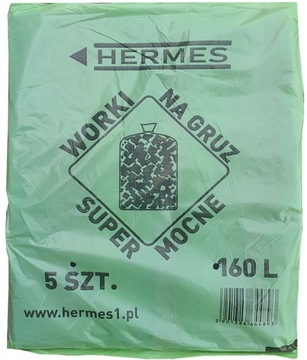 HERMES
WORKI NA GRUZ
SUPER MOCNE
5 SZT.
160 L
www.hermes1.pl